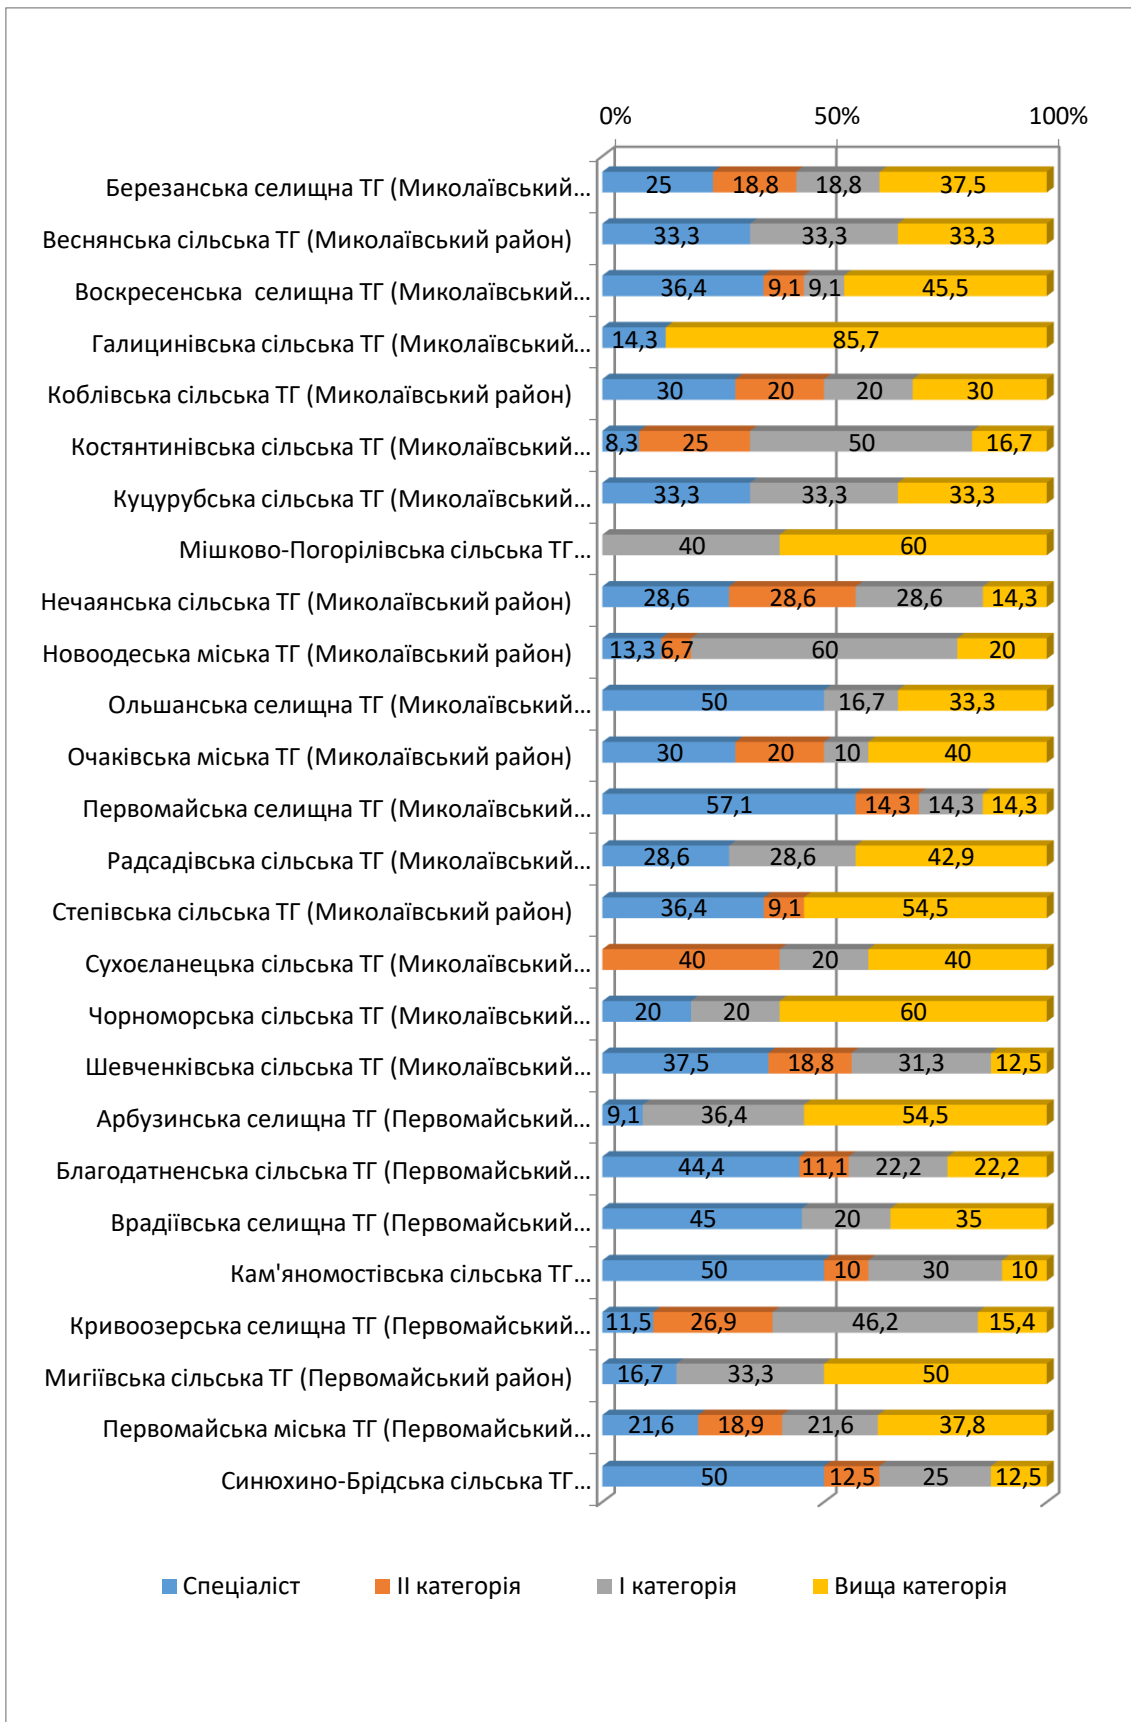 0% 50% 100%
Березанська селищна ТГ (Миколаївський... 25 18,8 18,8 37,5
Веснянська сільська ТГ (Миколаївський район) 33,3 33,3 33,3
Воскресенська  селищна ТГ (Миколаївський... 36,4 9,1 9,1 45,5
Галицинівська сільська ТГ (Миколаївський... 14,3 85,7
Коблівська сільська ТГ (Миколаївський район) 30 20 20 30
Костянтинівська сільська ТГ (Миколаївський... 8,3 25 50 16,7
Куцурубська сільська ТГ (Миколаївський... 33,3 33,3 33,3
Мішково-Погорілівська сільська ТГ... 40 60
Нечаянська сільська ТГ (Миколаївський район) 28,6 28,6 28,6 14,3
Новоодеська міська ТГ (Миколаївський район) 13,3 6,7 60 20
Ольшанська селищна ТГ (Миколаївський... 50 16,7 33,3
Очаківська міська ТГ (Миколаївський район) 30 20 10 40
Первомайська селищна ТГ (Миколаївський... 57,1 14,3 14,3 14,3
Радсадівська сільська ТГ (Миколаївський... 28,6 28,6 42,9
Степівська сільська ТГ (Миколаївський район) 36,4 9,1 54,5
Сухоєланецька сільська ТГ (Миколаївський... 40 20 40
Чорноморська сільська ТГ (Миколаївський... 20 20 60
Шевченківська сільська ТГ (Миколаївський... 37,5 18,8 31,3 12,5
Арбузинська селищна ТГ (Первомайський... 9,1 36,4 54,5
Благодатненська сільська ТГ (Первомайський... 44,4 11,1 22,2 22,2
Врадіївська селищна ТГ (Первомайський... 45 20 35
Кам'яномостівська сільська ТГ... 50 10 30 10
Кривоозерська селищна ТГ (Первомайський... 11,5 26,9 46,2 15,4
Мигіївська сільська ТГ (Первомайський район) 16,7 33,3 50
Первомайська міська ТГ (Первомайський... 21,6 18,9 21,6 37,8
Синюхино-Брідська сільська ТГ... 50 12,5 25 12,5
Спеціаліст ІІ категорія І категорія Вища категорія